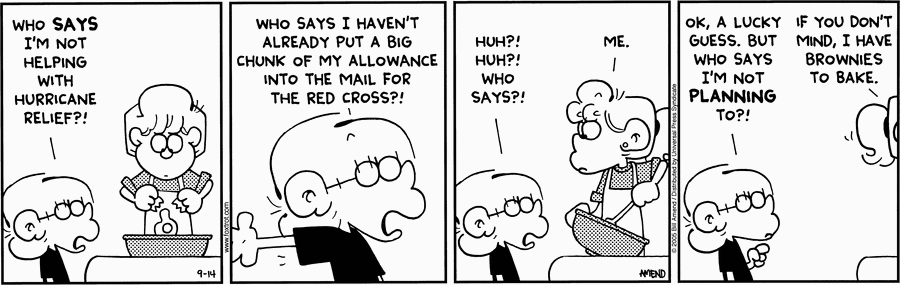 WHO SAYS
I'M NOT
HELPING
WITH
HURRICANE
RELIEF?!
9-14
WHO SAYS I HAVEN'T
ALREADY PUT A BIG
CHUNK OF MY ALLOWANCE
INTO THE MAIL FOR
THE RED CROSS?!
www.foxtrot.com
HUH?!
HUH?!
WHO
SAYS?!
ME.
AMEND
© 2005 Bill Amend / Distributed by Universal Press Syndicate
OK, A LUCKY
GUESS. BUT
WHO SAYS
I'M NOT
PLANNING
TO?!
IF YOU DON'T
MIND, I HAVE
BROWNIES
TO BAKE.